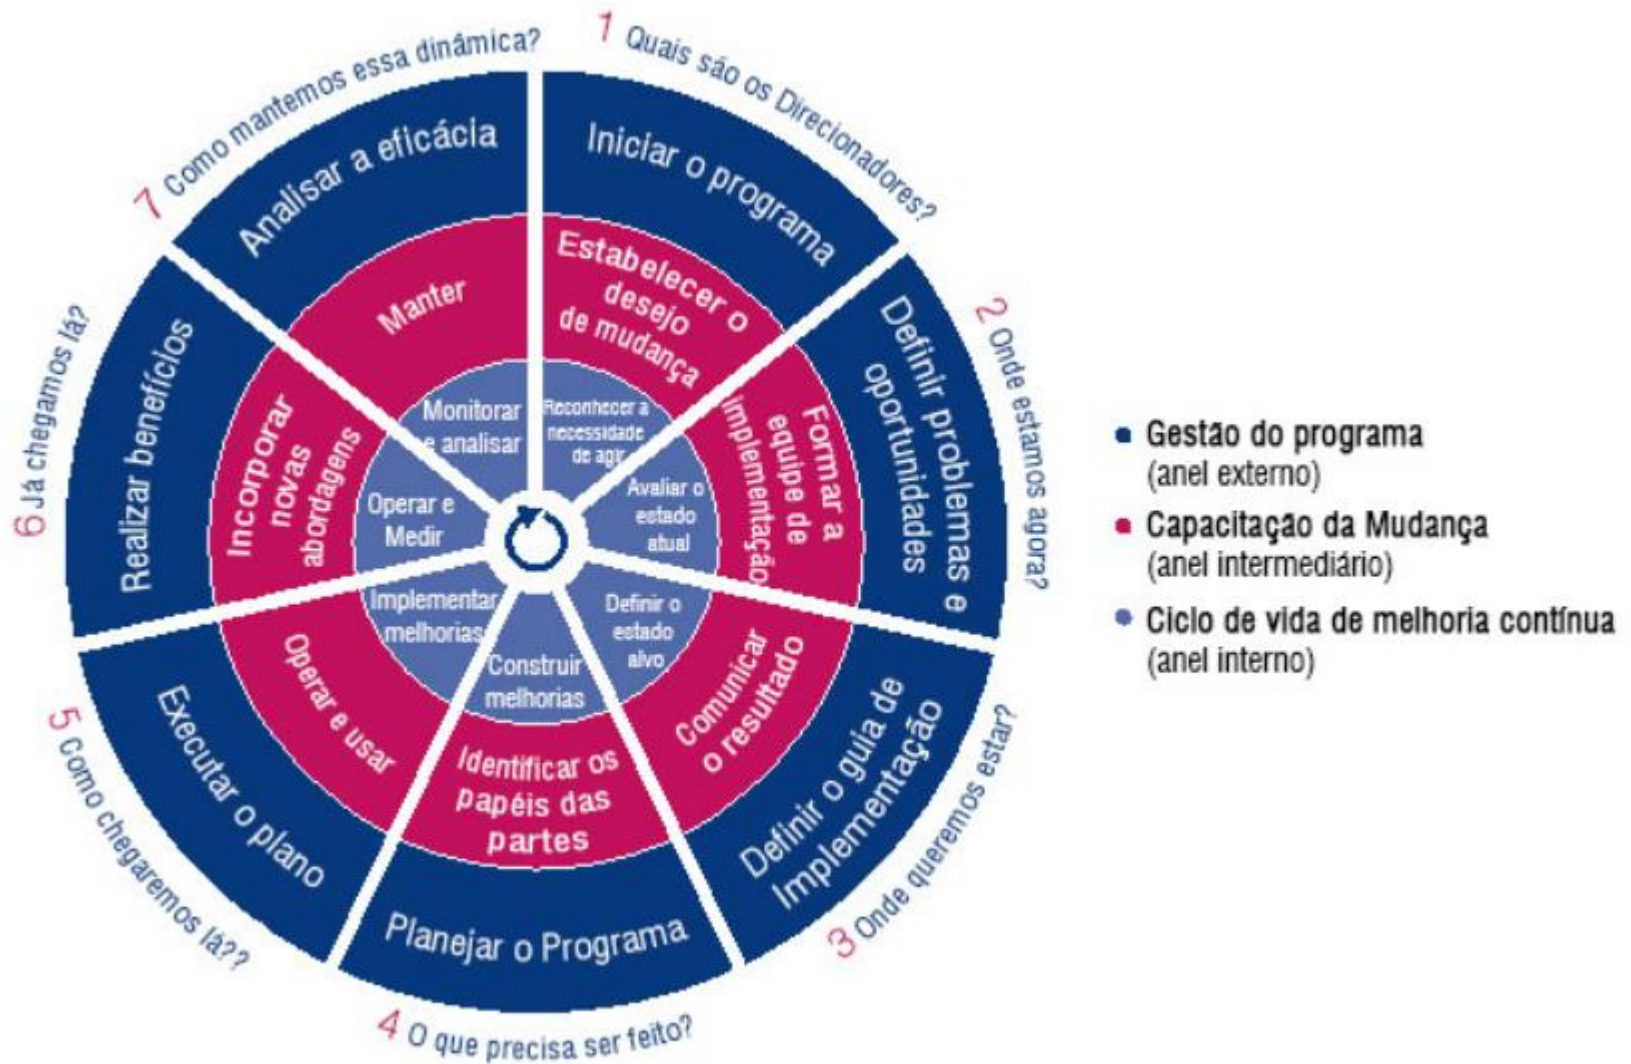 1 Quais são os Direcionadores?
Iniciar o programa
Estabelecer o
desejo
de mudança
Reconhecer a
necessidade
de agir
2 Onde estamos agora?
Definir problemas e
oportunidades
Formar a
equipe de
Implementação
Avaliar o
estado
atual
3 Onde queremos estar?
Definir o guia de
Implementação
Comunicar
o resultado
Definir o
estado
alvo
4 O que precisa ser feito?
Planejar o Programa
Identificar os
papéis das
partes
Construir
melhorias
5 Como chegaremos lá??
Executar o plano
Operar e usar
Implementar
melhorias
6 Já chegamos lá?
Realizar benefícios
Incorporar
novas
abordagens
Operar e
Medir
7 Como mantemos essa dinâmica?
Analisar a eficácia
Manter
Monitorar
e analisar
Gestão do programa
(anel externo)
Capacitação da Mudança
(anel intermediário)
Ciclo de vida de melhoria contínua
(anel interno)